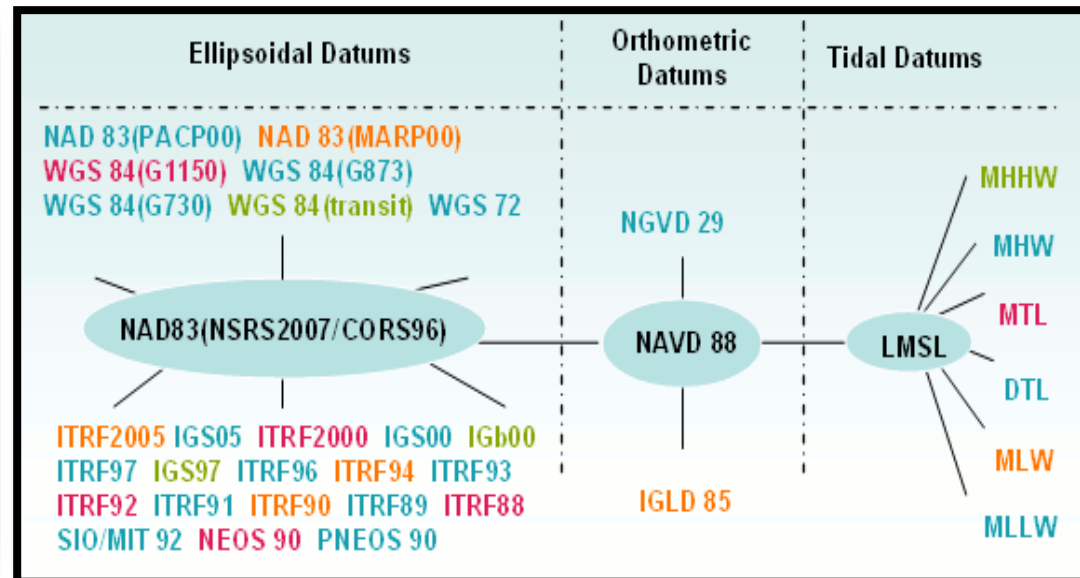 Ellipsoidal Datums
Orthometric
Datums
Tidal Datums
NAD 83(PACP00) NAD 83(MARP00)
WGS 84(G1150) WGS 84(G873)
WGS 84(G730) WGS 84(transit) WGS 72
NAD83(NSRS2007/CORS96)
ITRF2005 IGS05 ITRF2000 IGS00 IGb00
ITRF97 IGS97 ITRF96 ITRF94 ITRF93
ITRF92 ITRF91 ITRF90 ITRF89 ITRF88
SIO/MIT 92 NEOS 90 PNEOS 90
NGVD 29
NAVD 88
IGLD 85
LMSL
MHHW
MHW
MTL
DTL
MLW
MLLW